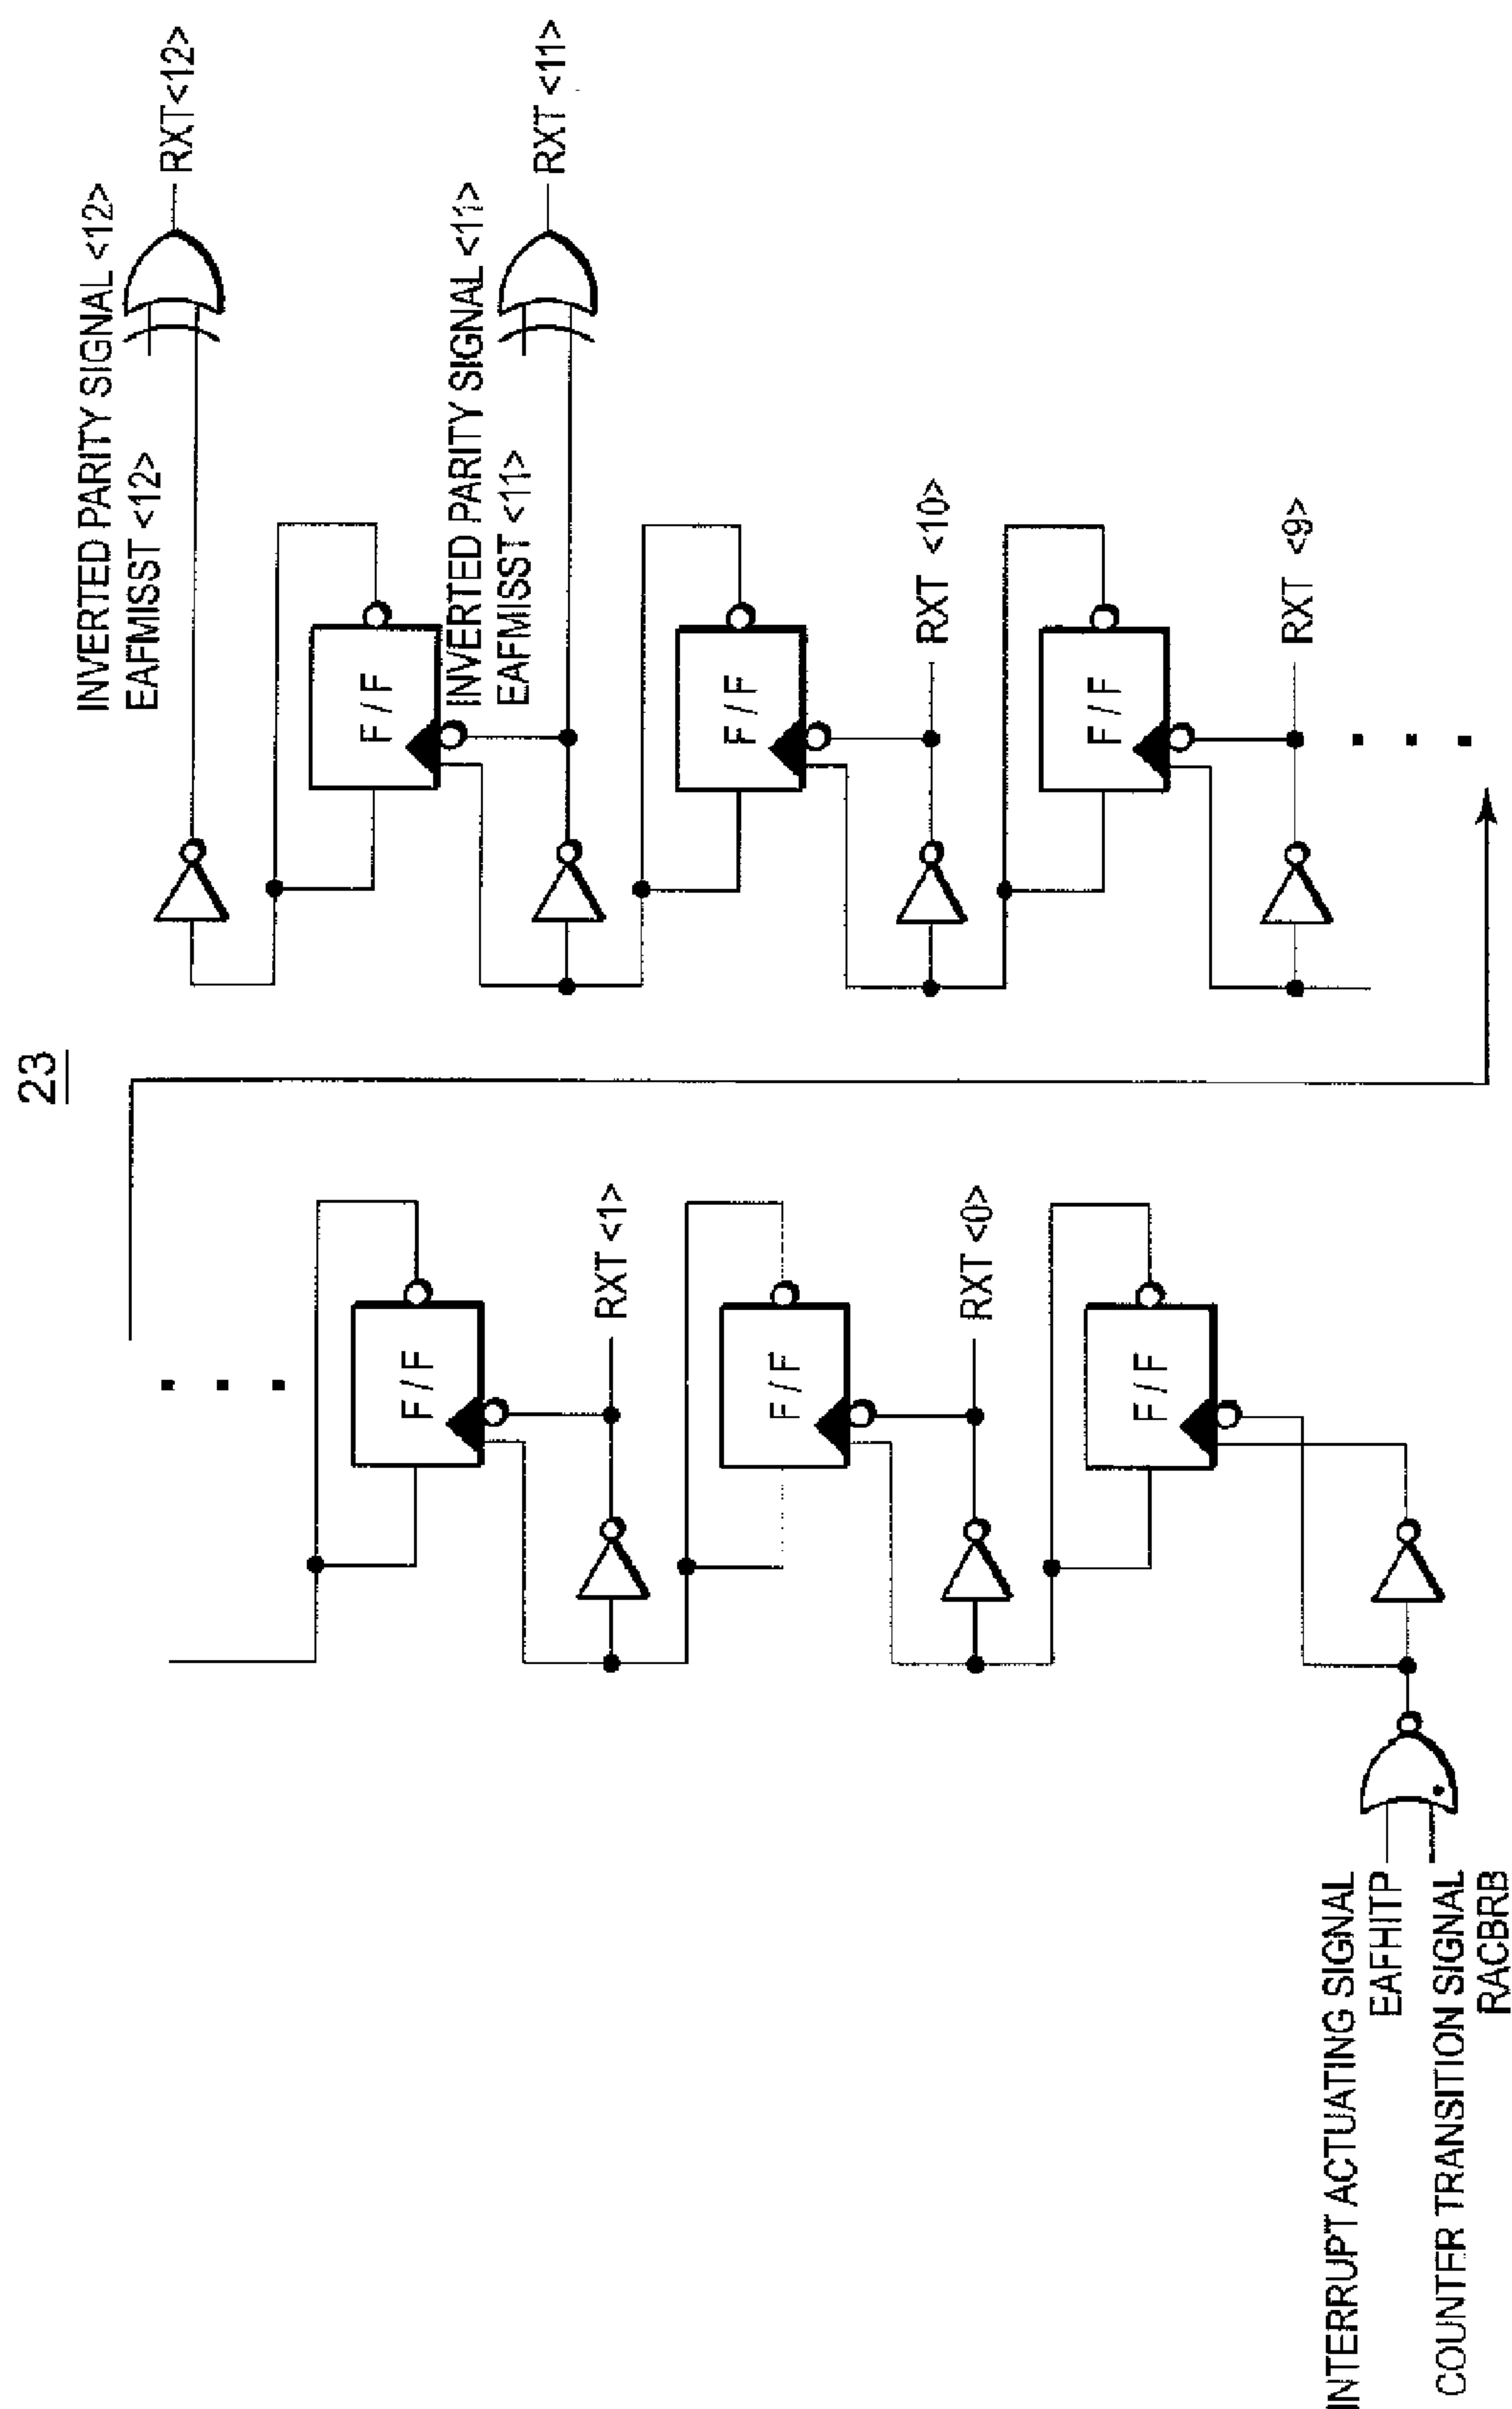 23
INTERRUPT ACTUATING SIGNAL
EAFHITP
COUNTER TRANSITION SIGNAL
RACBRB
F/F
RXT <0>
F/F
RXT <1>
F/F
RXT <9>
F/F
RXT <10>
F/F
INVERTED PARITY SIGNAL <11>
EAFMISST <11>
RXT <11>
F/F
INVERTED PARITY SIGNAL <12>
EAFMISST <12>
RXT<12>